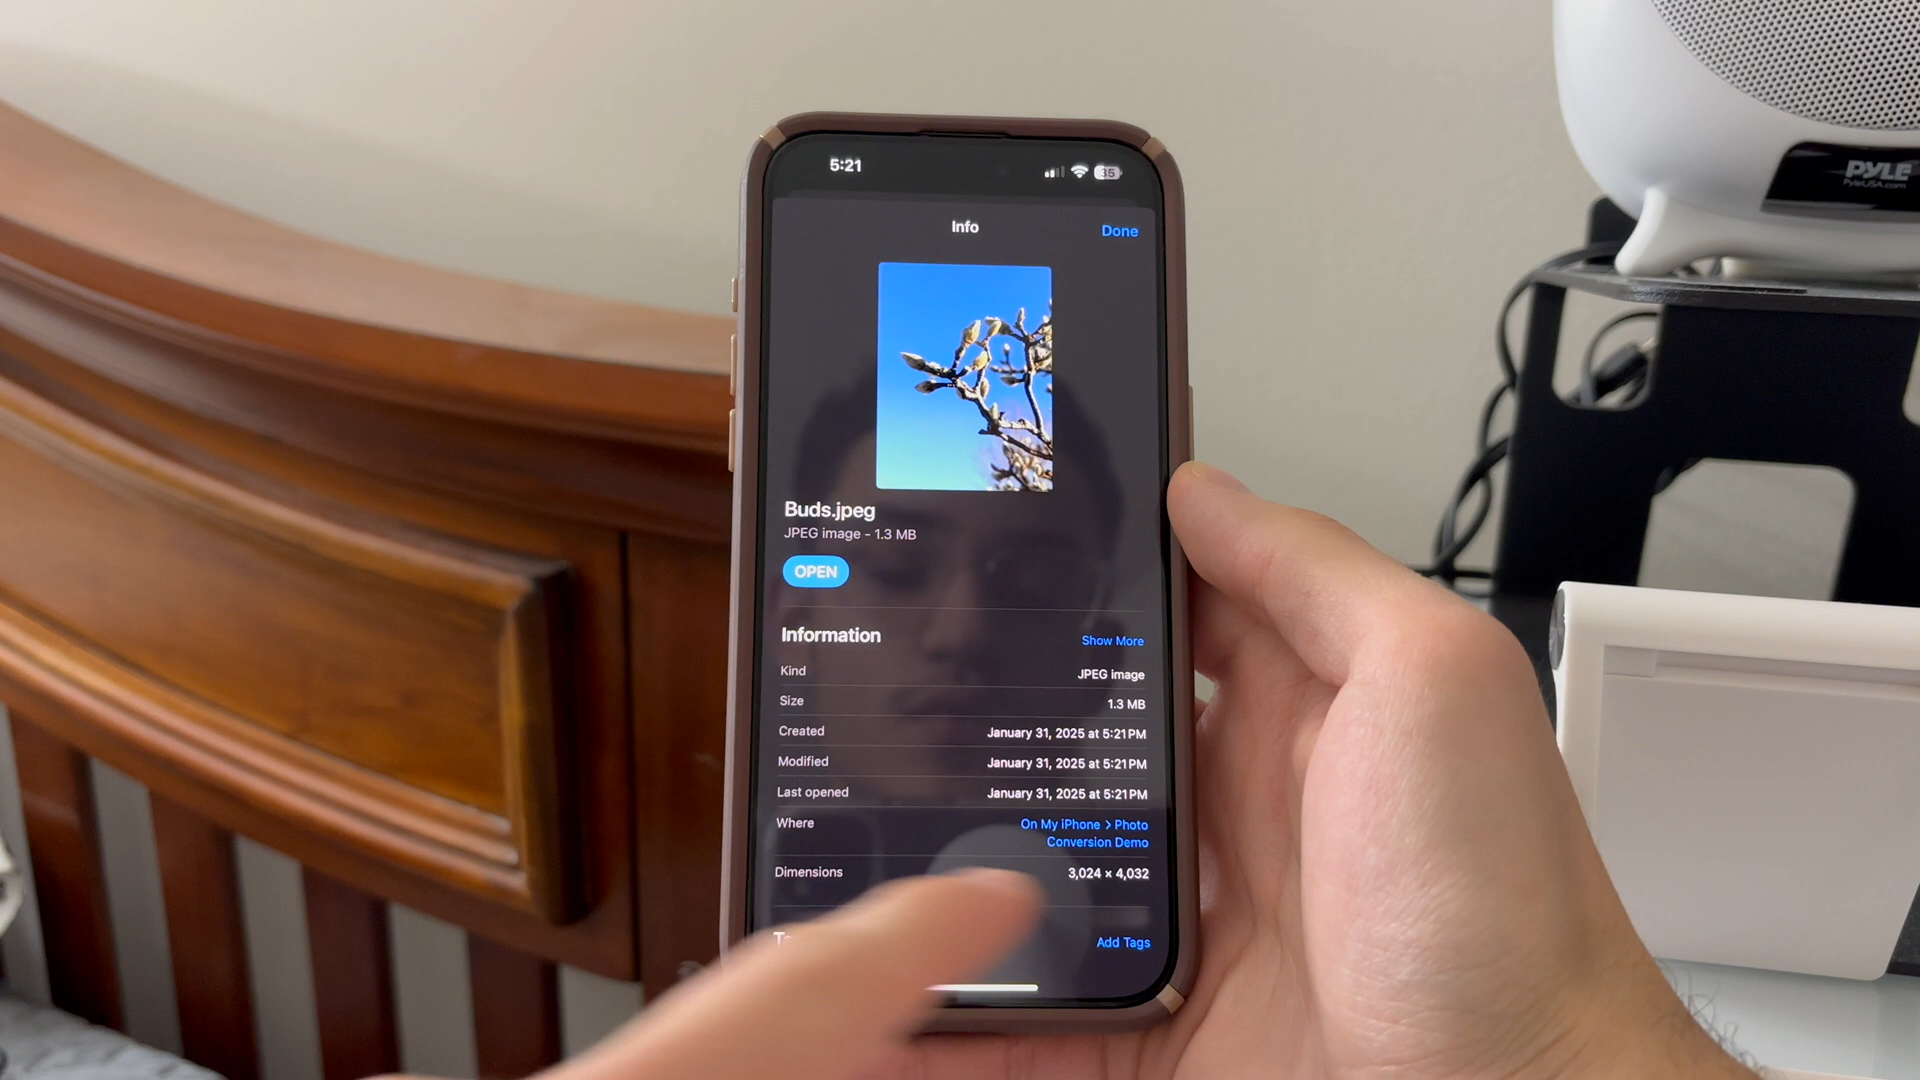 5:21
35
Info
Done
Buds.jpeg
JPEG image - 1.3 MB
OPEN
Information
Show More
Kind
JPEG image
Size
1.3 MB
Created
January 31, 2025 at 5:21 PM
Modified
January 31, 2025 at 5:21 PM
Last opened
January 31, 2025 at 5:21 PM
Where
On My iPhone > Photo
Conversion Demo
Dimensions
3,024 × 4,032
Add Tags
PYLE
PyleUSA.com